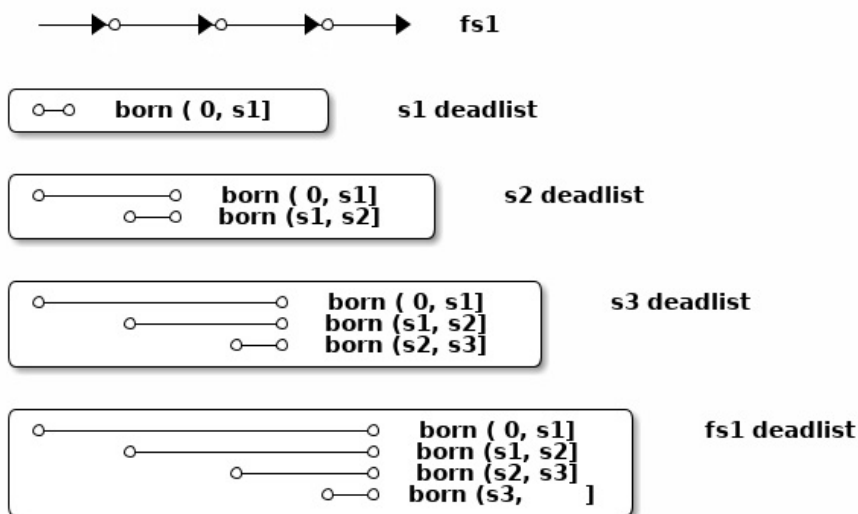 fs1
born ( 0, s1] s1 deadlist
born ( 0, s1] s2 deadlist
born (s1, s2]
born ( 0, s1] s3 deadlist
born (s1, s2]
born (s2, s3]
born ( 0, s1] fs1 deadlist
born (s1, s2]
born (s2, s3]
born (s3, ]